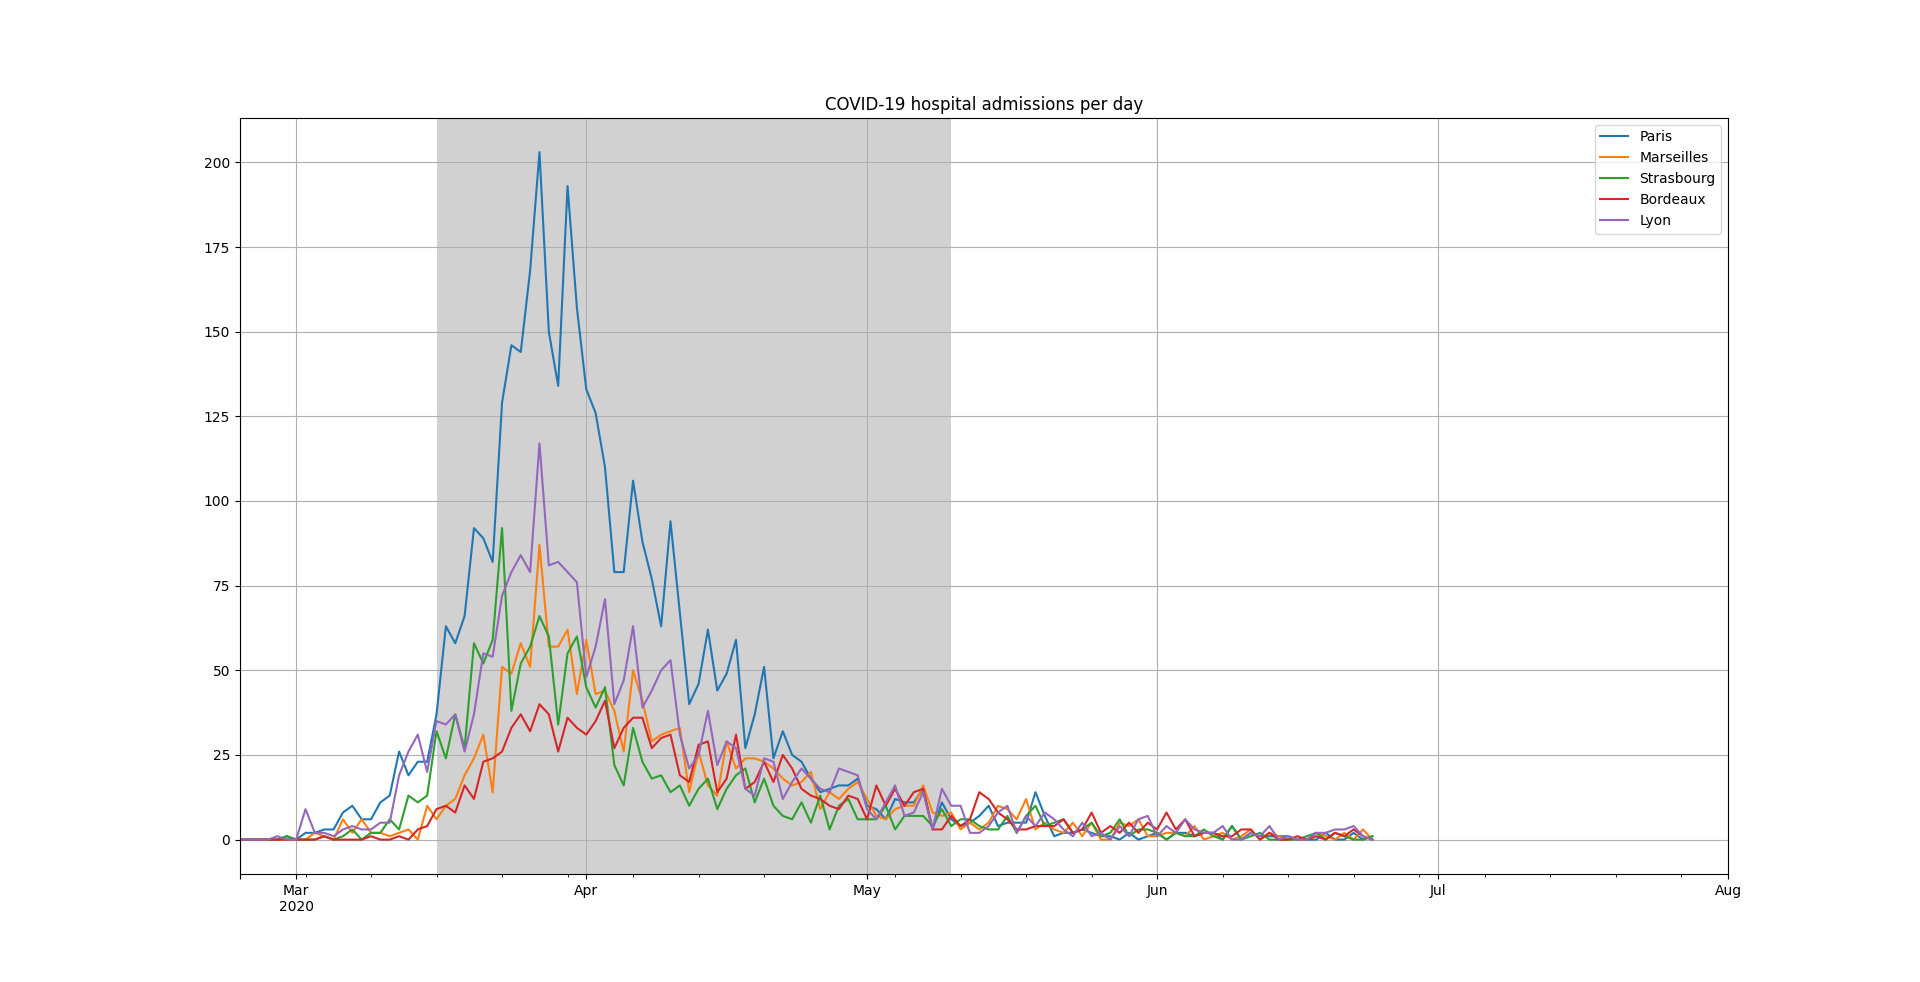 COVID-19 hospital admissions per day
Paris
Marseilles
Strasbourg
Bordeaux
Lyon
200
175
150
125
100
75
50
25
0
Mar Apr May Jun Jul Aug
2020